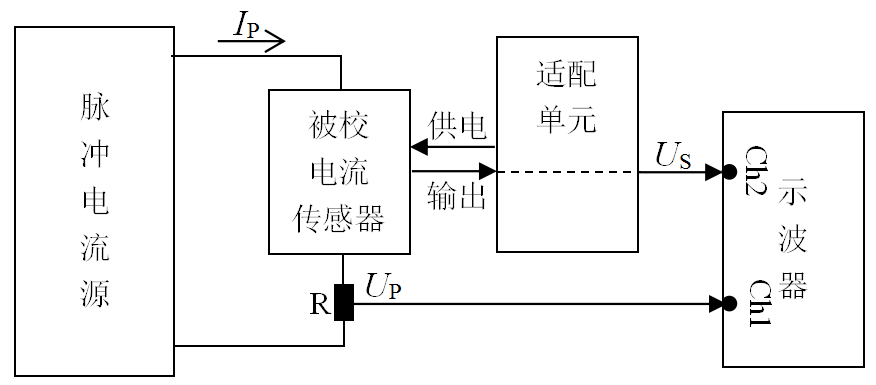 脉冲电流源
I_P
被校
电流
传感器
供电
输出
适配
单元
U_S
Ch2
示波器
R
U_P
Ch1